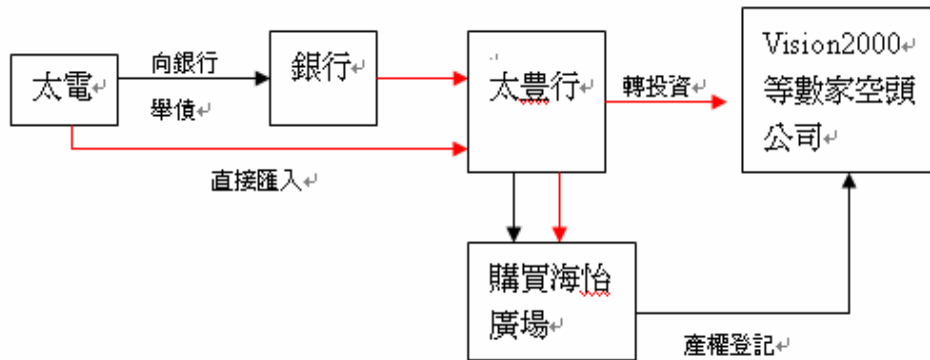 太電
向銀行
舉債
銀行
太豊行
轉投資
Vision2000
等數家空頭
公司
直接匯入
購買海怡
廣場
產權登記